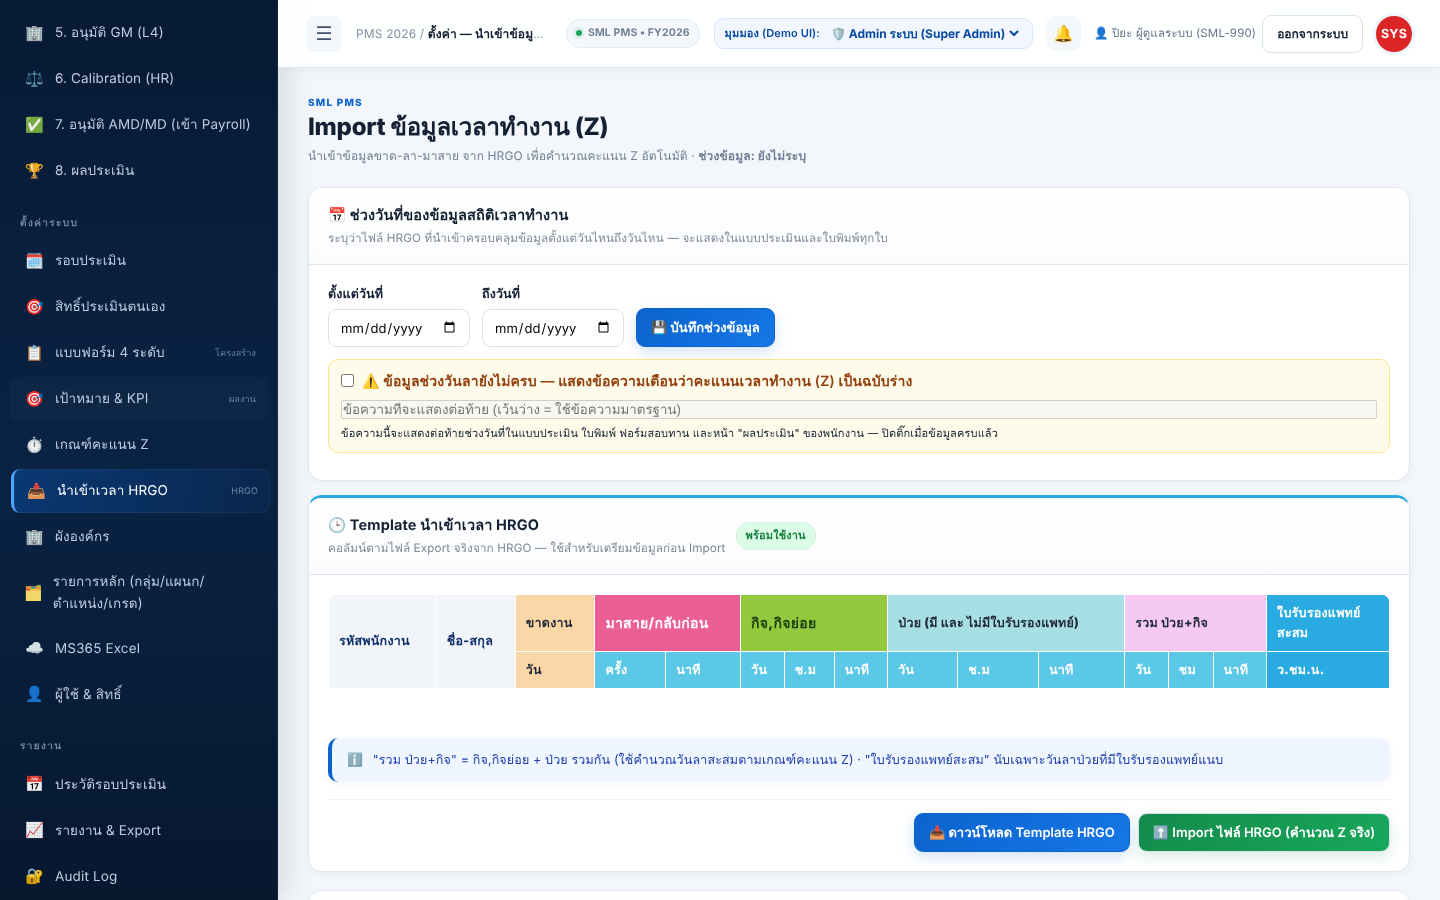 5. อนุมัติ GM (L4)
6. Calibration (HR)
7. อนุมัติ AMD/MD (เข้า Payroll)
8. ผลประเมิน
ตั้งค่าระบบ
รอบประเมิน
สิทธิ์ประเมินตนเอง
แบบฟอร์ม 4 ระดับ โครงสร้าง
เป้าหมาย & KPI ผลงาน
เกณฑ์คะแนน Z
นำเข้าเวลา HRGO HRGO
ผังองค์กร
รายการหลัก (กลุ่ม/แผนก/
ตำแหน่ง/เกรด)
MS365 Excel
ผู้ใช้ & สิทธิ์
รายงาน
ประวัติรอบประเมิน
รายงาน & Export
Audit Log
PMS 2026 / ตั้งค่า — นำเข้าข้อมู...
SML PMS • FY2026
มุมมอง (Demo UI): Admin ระบบ (Super Admin)
ปิยะ ผู้ดูแลระบบ (SML-990)
ออกจากระบบ
SYS
SML PMS
Import ข้อมูลเวลาทำงาน (Z)
นำเข้าข้อมูลขาด-ลา-มาสาย จาก HRGO เพื่อคำนวณคะแนน Z อัตโนมัติ · ช่วงข้อมูล: ยังไม่ระบุ
ช่วงวันที่ของข้อมูลสถิติเวลาทำงาน
ระบุว่าไฟล์ HRGO ที่นำเข้าครอบคลุมข้อมูลตั้งแต่วันไหนถึงวันไหน — จะแสดงในแบบประเมินและใบพิมพ์ทุกใบ
ตั้งแต่วันที่ ถึงวันที่
mm/dd/yyyy mm/dd/yyyy บันทึกช่วงข้อมูล
ข้อมูลช่วงวันลายังไม่ครบ — แสดงข้อความเตือนว่าคะแนนเวลาทำงาน (Z) เป็นฉบับร่าง
ข้อความที่จะแสดงต่อท้าย (เว้นว่าง = ใช้ข้อความมาตรฐาน)
ข้อความนี้จะแสดงต่อท้ายช่วงวันที่ในแบบประเมิน ใบพิมพ์ ฟอร์มสอบทาน และหน้า "ผลประเมิน" ของพนักงาน — ปิดติ๊กเมื่อข้อมูลครบแล้ว
Template นำเข้าเวลา HRGO
พร้อมใช้งาน
คอลัมน์ตามไฟล์ Export จริงจาก HRGO — ใช้สำหรับเตรียมข้อมูลก่อน Import
รหัสพนักงาน ชื่อ-สกุล ขาดงาน มาสาย/กลับก่อน กิจ,กิจย่อย ป่วย (มี และ ไม่มีใบรับรองแพทย์) รวม ป่วย+กิจ ใบรับรองแพทย์
สะสม
วัน ครั้ง นาที วัน ช.ม นาที วัน ช.ม นาที วัน ชม นาที ว.ชม.น.
"รวม ป่วย+กิจ" = กิจ,กิจย่อย + ป่วย รวมกัน (ใช้คำนวณวันลาสะสมตามเกณฑ์คะแนน Z) · "ใบรับรองแพทย์สะสม" นับเฉพาะวันลาป่วยที่มีใบรับรองแพทย์แนบ
ดาวน์โหลด Template HRGO
Import ไฟล์ HRGO (คำนวณ Z จริง)